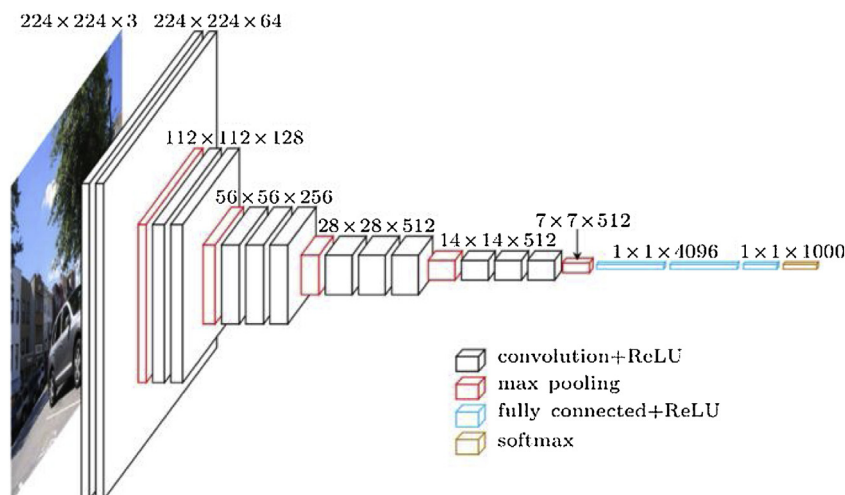 224×224×3
224×224×64
112×112×128
56×56×256
28×28×512
14×14×512
7×7×512
1×1×4096
1×1×1000
convolution+ReLU
max pooling
fully connected+ReLU
softmax